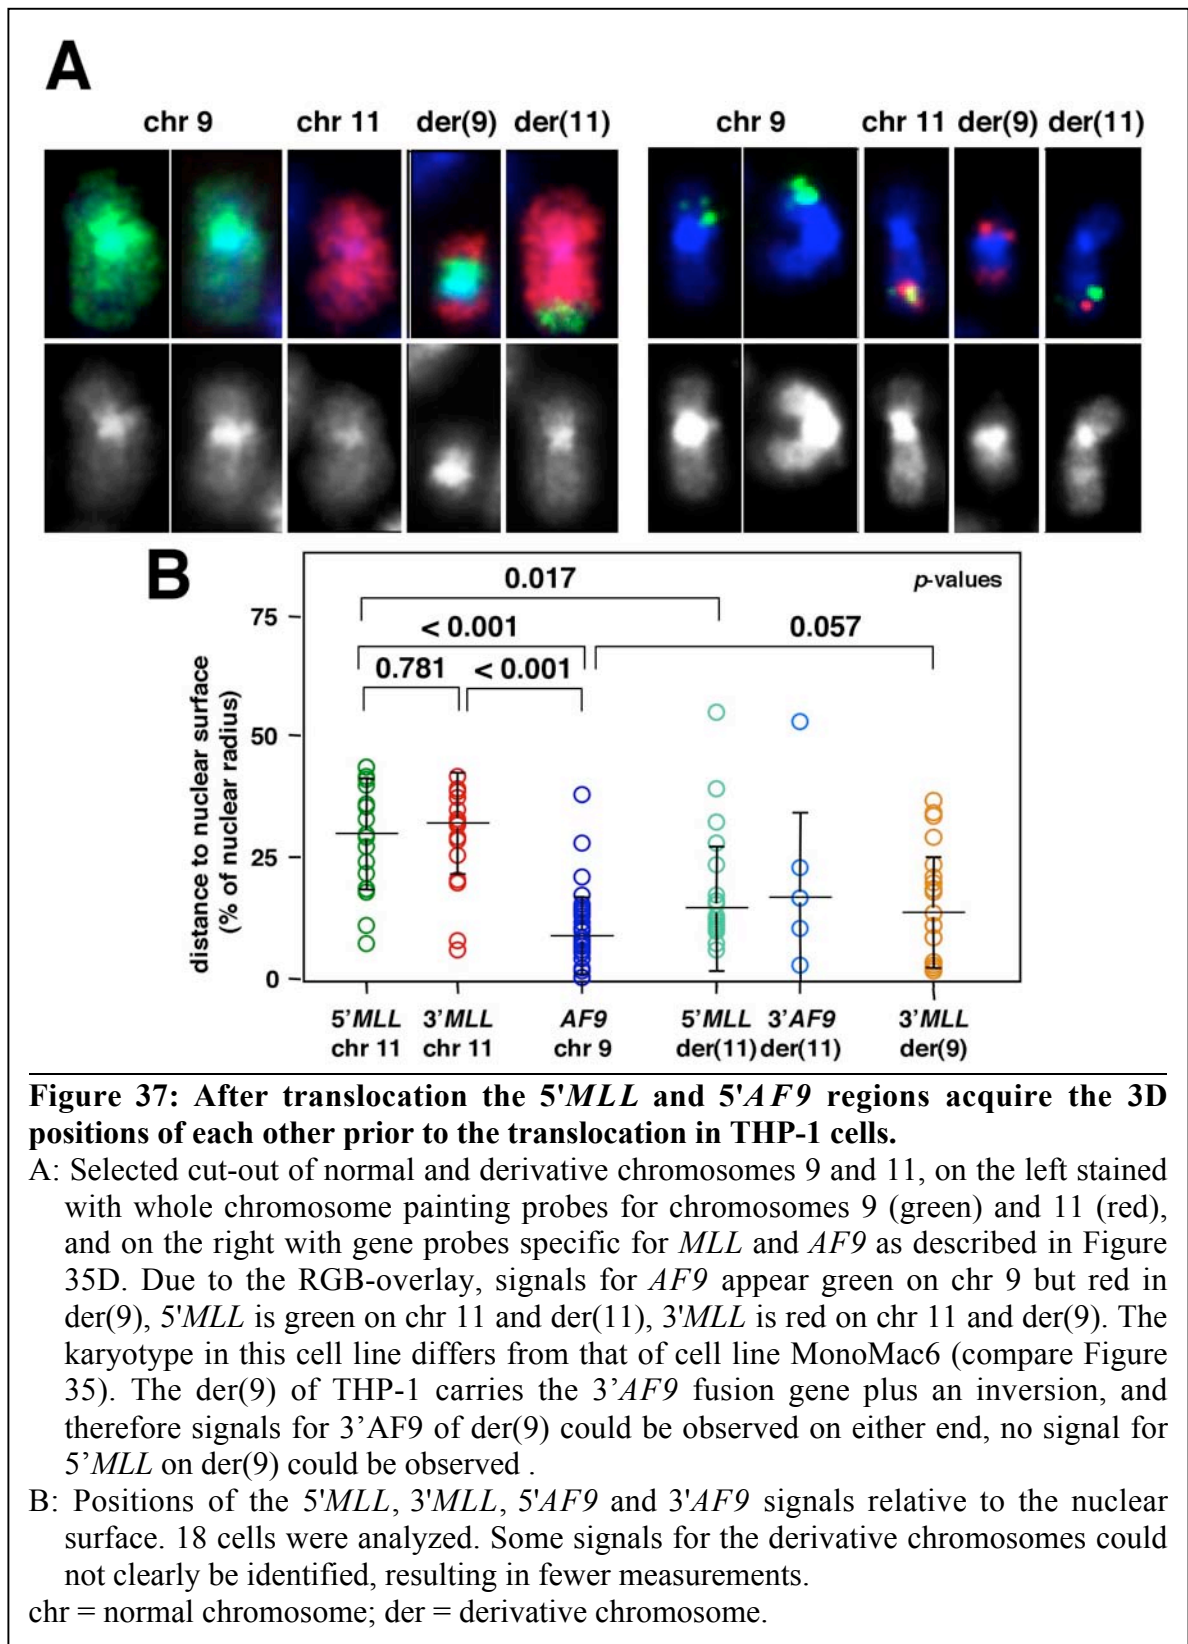 A
chr 9 chr 11 der(9) der(11) chr 9 chr 11 der(9) der(11)
B
p-values
0.017
< 0.001 0.057
0.781 < 0.001
75
50
25
0
distance to nuclear surface
(% of nuclear radius)
5’MLL 3’MLL AF9 5’MLL 3’AF9 3’MLL
chr 11 chr 11 chr 9 der(11) der(11) der(9)
Figure 37: After translocation the 5'MLL and 5'AF9 regions acquire the 3D
positions of each other prior to the translocation in THP-1 cells.
A: Selected cut-out of normal and derivative chromosomes 9 and 11, on the left stained
with whole chromosome painting probes for chromosomes 9 (green) and 11 (red),
and on the right with gene probes specific for MLL and AF9 as described in Figure
35D. Due to the RGB-overlay, signals for AF9 appear green on chr 9 but red in
der(9), 5'MLL is green on chr 11 and der(11), 3'MLL is red on chr 11 and der(9). The
karyotype in this cell line differs from that of cell line MonoMac6 (compare Figure
35). The der(9) of THP-1 carries the 3’AF9 fusion gene plus an inversion, and
therefore signals for 3’AF9 of der(9) could be observed on either end, no signal for
5’MLL on der(9) could be observed .
B: Positions of the 5'MLL, 3'MLL, 5'AF9 and 3'AF9 signals relative to the nuclear
surface. 18 cells were analyzed. Some signals for the derivative chromosomes could
not clearly be identified, resulting in fewer measurements.
chr = normal chromosome; der = derivative chromosome.